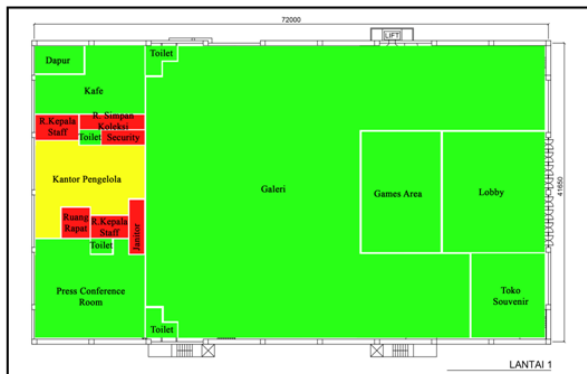 72000
LIFT
Dapur
Toilet
Kafe
R. Simpan
Koleksi
R.Kepala
Staff
Toilet
Security
Kantor Pengelola
Galeri
Games Area
Lobby
41650
Ruang
Rapat
R.Kepala
Staff
Janitor
Toilet
Press Conference
Room
Toko
Souvenir
Toilet
LANTAI 1